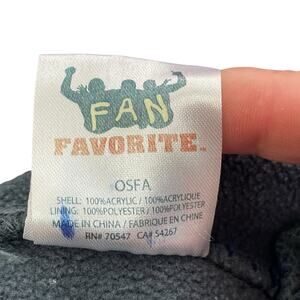 FAN
FAVORITE™
OSFA
SHELL: 100%ACRYLIC / 100%ACRYLIQUE
LINING: 100%POLYESTER / 100%POLYESTER
MADE IN CHINA / FABRIQUE EN CHINE
RN# 70547 CA# 54267